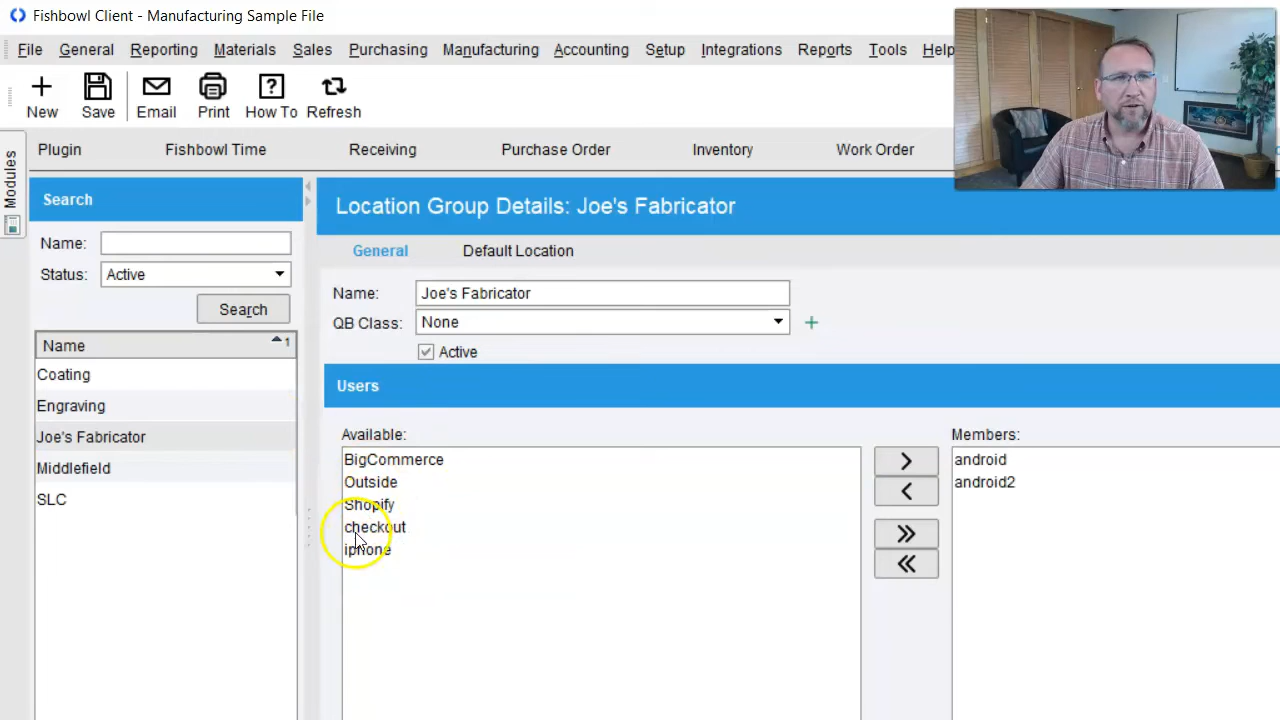 Fishbowl Client - Manufacturing Sample File
File General Reporting Materials Sales Purchasing Manufacturing Accounting Setup Integrations Reports Tools Help
New Save Email Print How To Refresh
Modules
Plugin Fishbowl Time Receiving Purchase Order Inventory Work Order
Search
Name:
Status: Active
Search
Name 1
Coating
Engraving
Joe's Fabricator
Middlefield
SLC
Location Group Details: Joe's Fabricator
General Default Location
Name: Joe's Fabricator
QB Class: None
Active
Users
Available:
BigCommerce
Outside
Shopify
checkout
iphone
Members:
android
android2